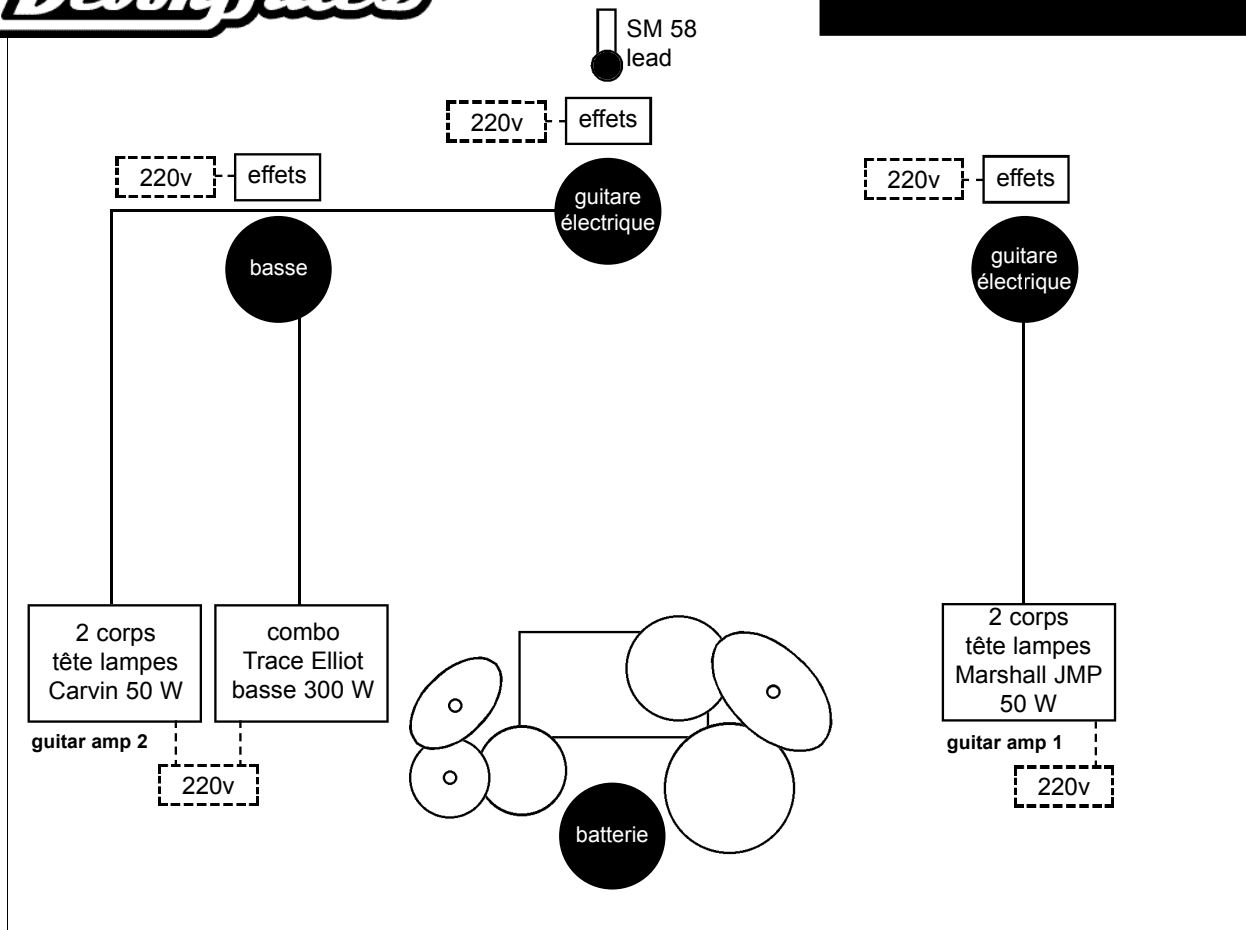 SM 58
lead
220v
effets
220v
effets
220v
effets
guitare
électrique
basse
guitare
électrique
2 corps
tête lampes
Carvin 50 W
combo
Trace Elliot
basse 300 W
2 corps
tête lampes
Marshall JMP
50 W
guitar amp 2
guitar amp 1
220v
220v
batterie